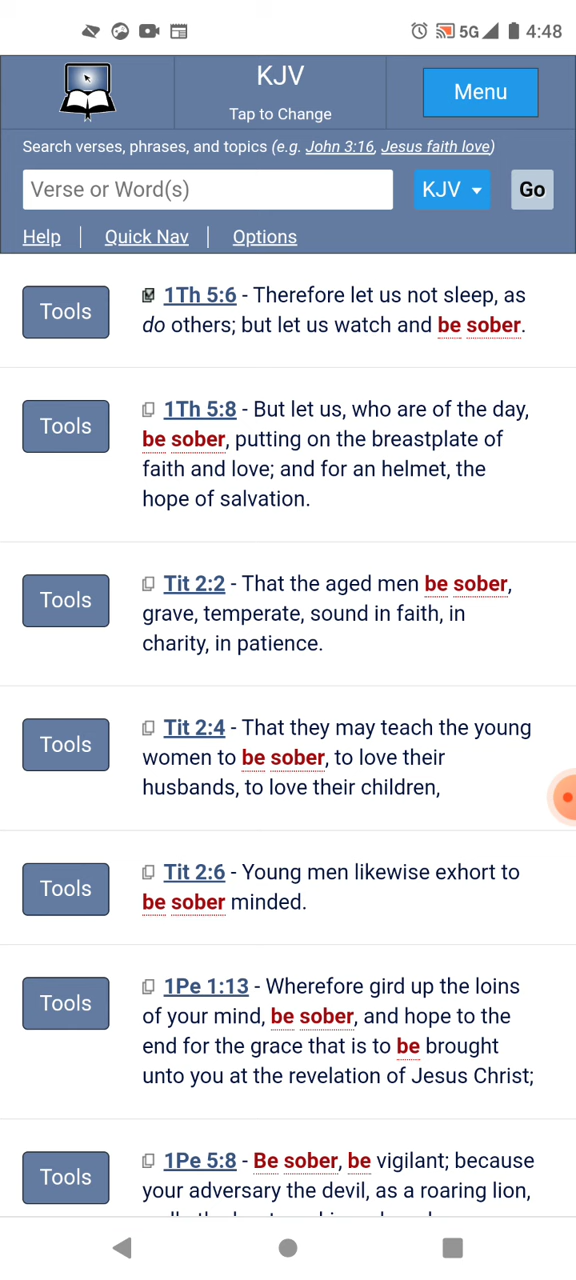 5G 4:48
KJV
Tap to Change
Menu
Search verses, phrases, and topics (e.g. John 3:16, Jesus faith love)
Verse or Word(s) KJV Go
Help | Quick Nav | Options
Tools
1Th 5:6 - Therefore let us not sleep, as
do others; but let us watch and be sober.
Tools
1Th 5:8 - But let us, who are of the day,
be sober, putting on the breastplate of
faith and love; and for an helmet, the
hope of salvation.
Tools
Tit 2:2 - That the aged men be sober,
grave, temperate, sound in faith, in
charity, in patience.
Tools
Tit 2:4 - That they may teach the young
women to be sober, to love their
husbands, to love their children,
Tools
Tit 2:6 - Young men likewise exhort to
be sober minded.
Tools
1Pe 1:13 - Wherefore gird up the loins
of your mind, be sober, and hope to the
end for the grace that is to be brought
unto you at the revelation of Jesus Christ;
Tools
1Pe 5:8 - Be sober, be vigilant; because
your adversary the devil, as a roaring lion,